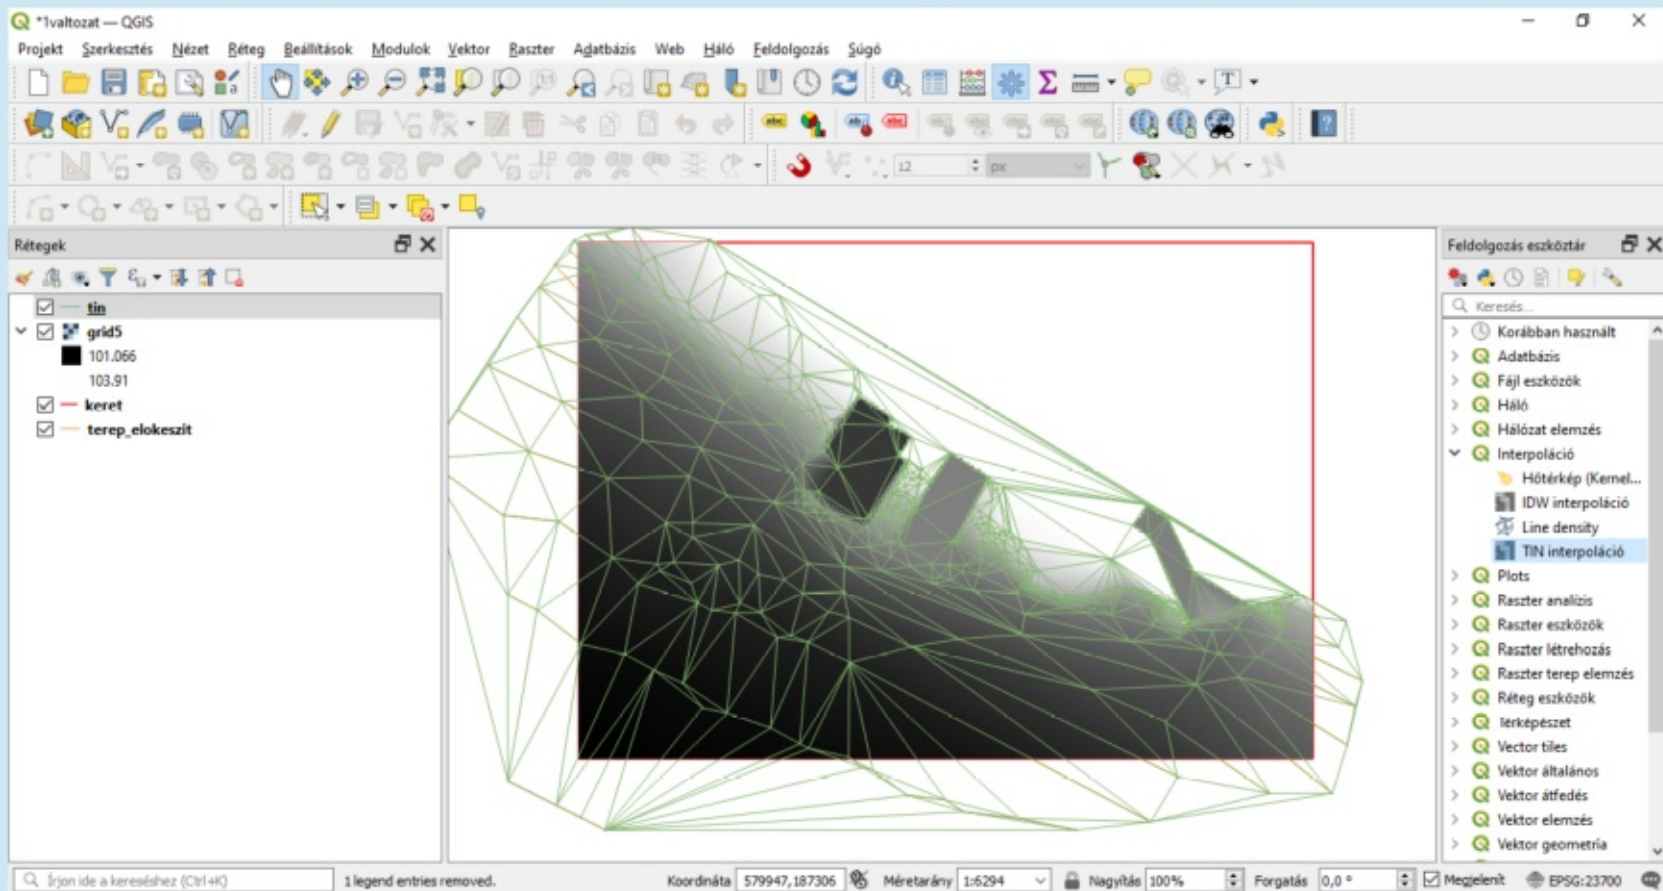 *1valtozat — QGIS
Projekt Szerkesztés Nézet Réteg Beállítások Modulok Vektor Raszter Adatbázis Web Háló Feldolgozás Súgó
12 px
Rétegek
tin
grid5
101.066
103.91
keret
terep_elokeszit
Feldolgozás eszköztár
Keresés...
Korábban használt
Adatbázis
Fájl eszközök
Háló
Hálózat elemzés
Interpoláció
Hőtérkép (Kernel...
IDW interpoláció
Line density
TIN interpoláció
Plots
Raszter analízis
Raszter eszközök
Raszter létrehozás
Raszter terep elemzés
Réteg eszközök
Térképészet
Vector tiles
Vektor általános
Vektor átfedés
Vektor elemzés
Vektor geometria
Írjon ide a kereséshez (Ctrl+K) 1 legend entries removed. Koordináta 579947,187306 Méretarány 1:6294 Nagyítás 100% Forgatás 0,0 ° Megjelenít EPSG:23700